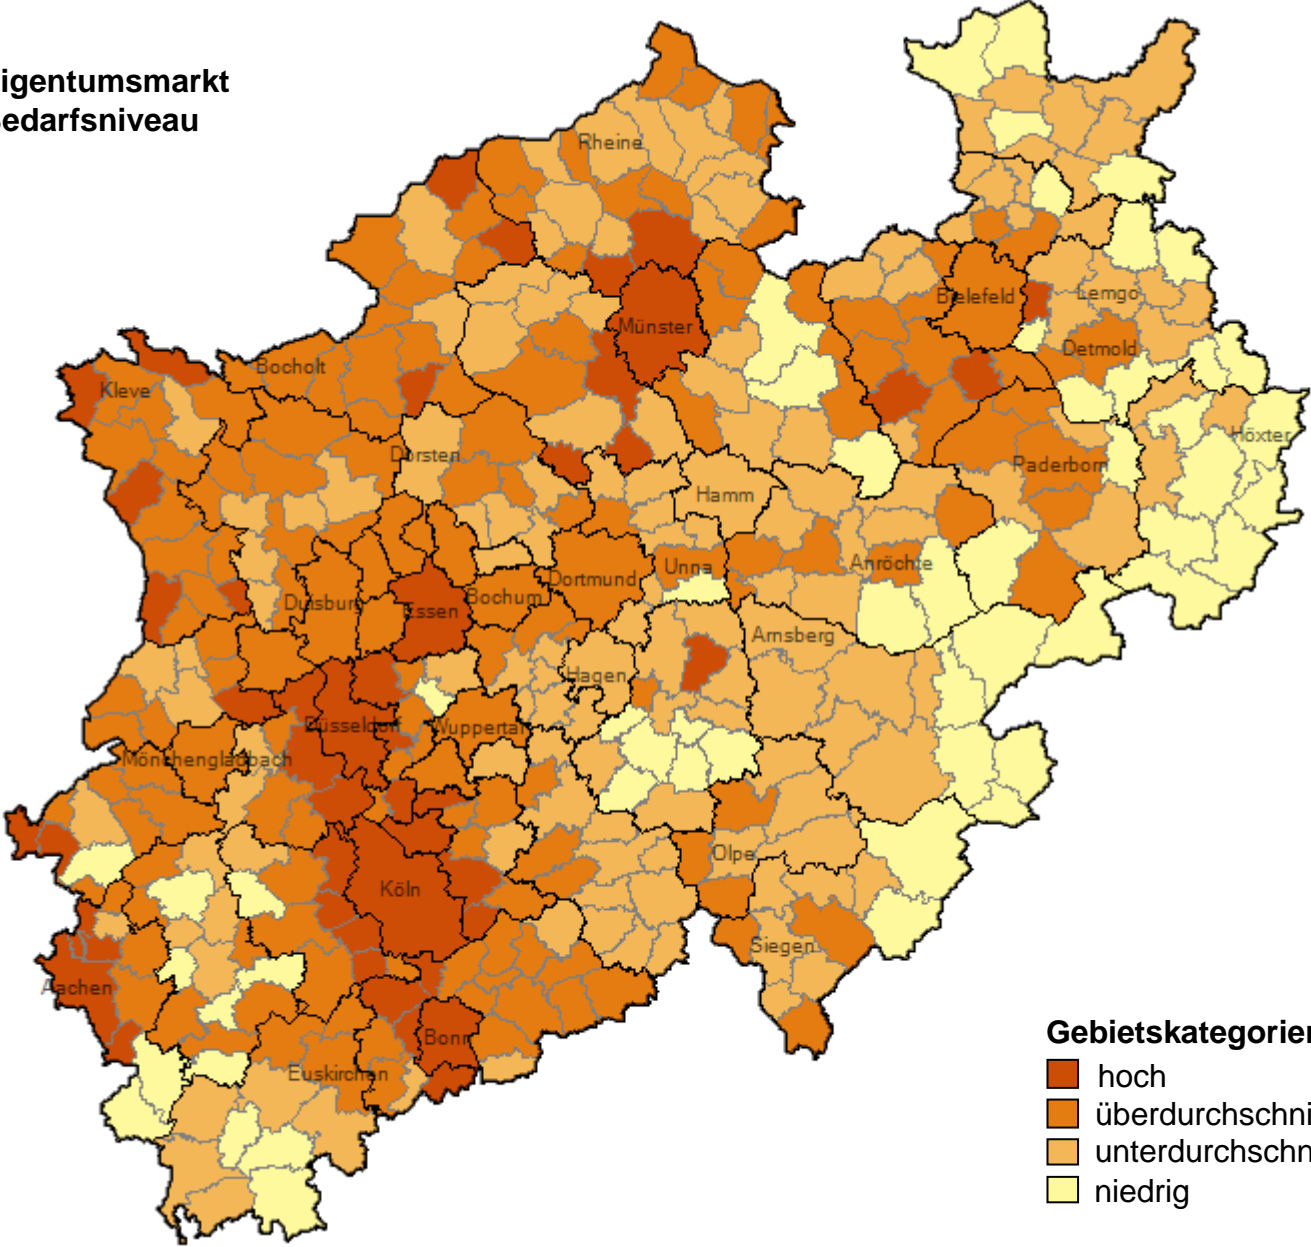 igentumsmarkt
edarfsniveau
Rheine
Münster
Bielefeld
Lemgo
Detmold
Bocholt
Kleve
Höxter
Dorsten
Paderborn
Hamm
Anröchte
Unna
Dortmund
Bochum
Essen
Duisburg
Arnsberg
Hagen
Düsseldorf
Wuppertal
Mönchengladbach
Olpe
Köln
Siegen
Aachen
Bonn
Euskirchen
Gebietskategorien
hoch
überdurchschni
unterdurchschn
niedrig